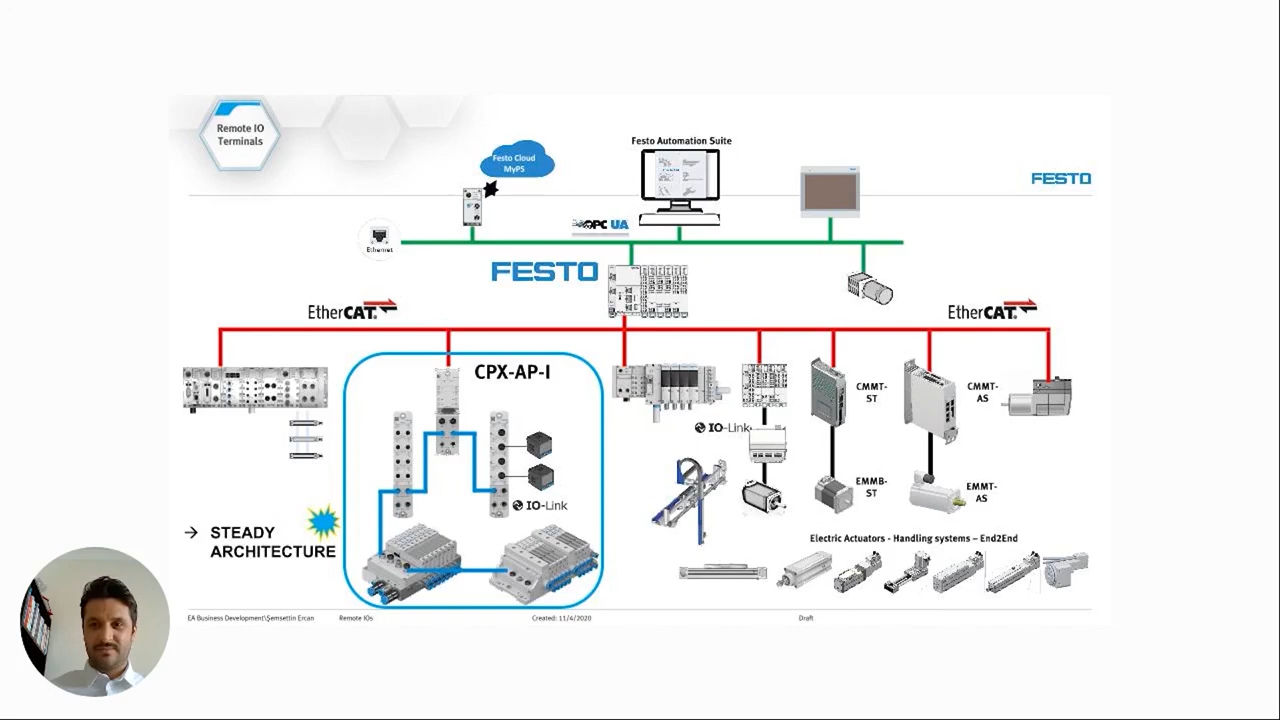 Remote IO
Terminals
Festo Cloud
MyPS
Festo Automation Suite
FESTO
OPC UA
Ethernet
FESTO
EtherCAT
EtherCAT
CPX-AP-I
CMMT-
ST
CMMT-
AS
IO-Link
EMMB-
ST
EMMT-
AS
IO-Link
→ STEADY
ARCHITECTURE
Electric Actuators - Handling systems – End2End
EA Business Development\Şemsettin Ercan
Remote IOs
Created: 11/4/2020
Draft